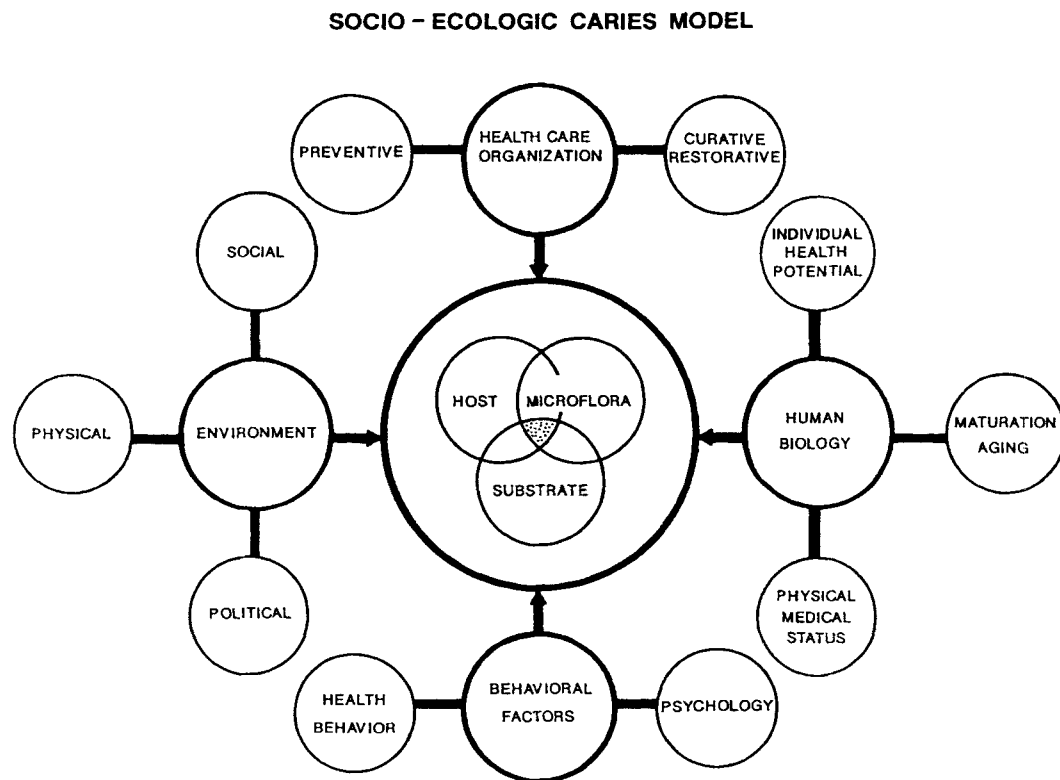 SOCIO - ECOLOGIC CARIES MODEL
PREVENTIVE
HEALTH CARE
ORGANIZATION
CURATIVE
RESTORATIVE
SOCIAL
INDIVIDUAL
HEALTH
POTENTIAL
PHYSICAL
ENVIRONMENT
HOST
MICROFLORA
SUBSTRATE
HUMAN
BIOLOGY
MATURATION
AGING
POLITICAL
PHYSICAL
MEDICAL
STATUS
HEALTH
BEHAVIOR
BEHAVIORAL
FACTORS
PSYCHOLOGY